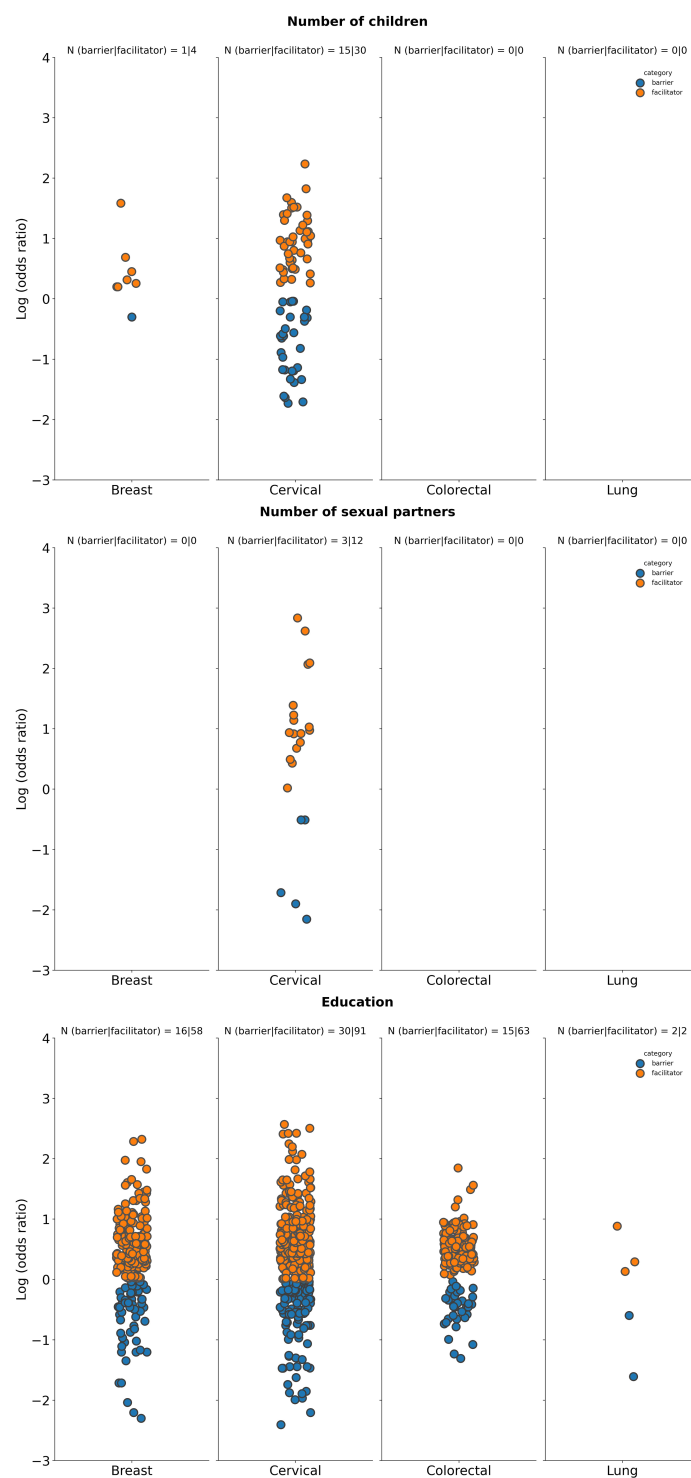 Number of children
N (barrier|facilitator) = 1|4
N (barrier|facilitator) = 15|30
N (barrier|facilitator) = 0|0
N (barrier|facilitator) = 0|0
category
barrier
facilitator
4
3
2
1
0
−1
−2
−3
Log (odds ratio)
Breast
Cervical
Colorectal
Lung
Number of sexual partners
N (barrier|facilitator) = 0|0
N (barrier|facilitator) = 3|12
N (barrier|facilitator) = 0|0
N (barrier|facilitator) = 0|0
category
barrier
facilitator
4
3
2
1
0
−1
−2
−3
Log (odds ratio)
Breast
Cervical
Colorectal
Lung
Education
N (barrier|facilitator) = 16|58
N (barrier|facilitator) = 30|91
N (barrier|facilitator) = 15|63
N (barrier|facilitator) = 2|2
category
barrier
facilitator
4
3
2
1
0
−1
−2
−3
Log (odds ratio)
Breast
Cervical
Colorectal
Lung